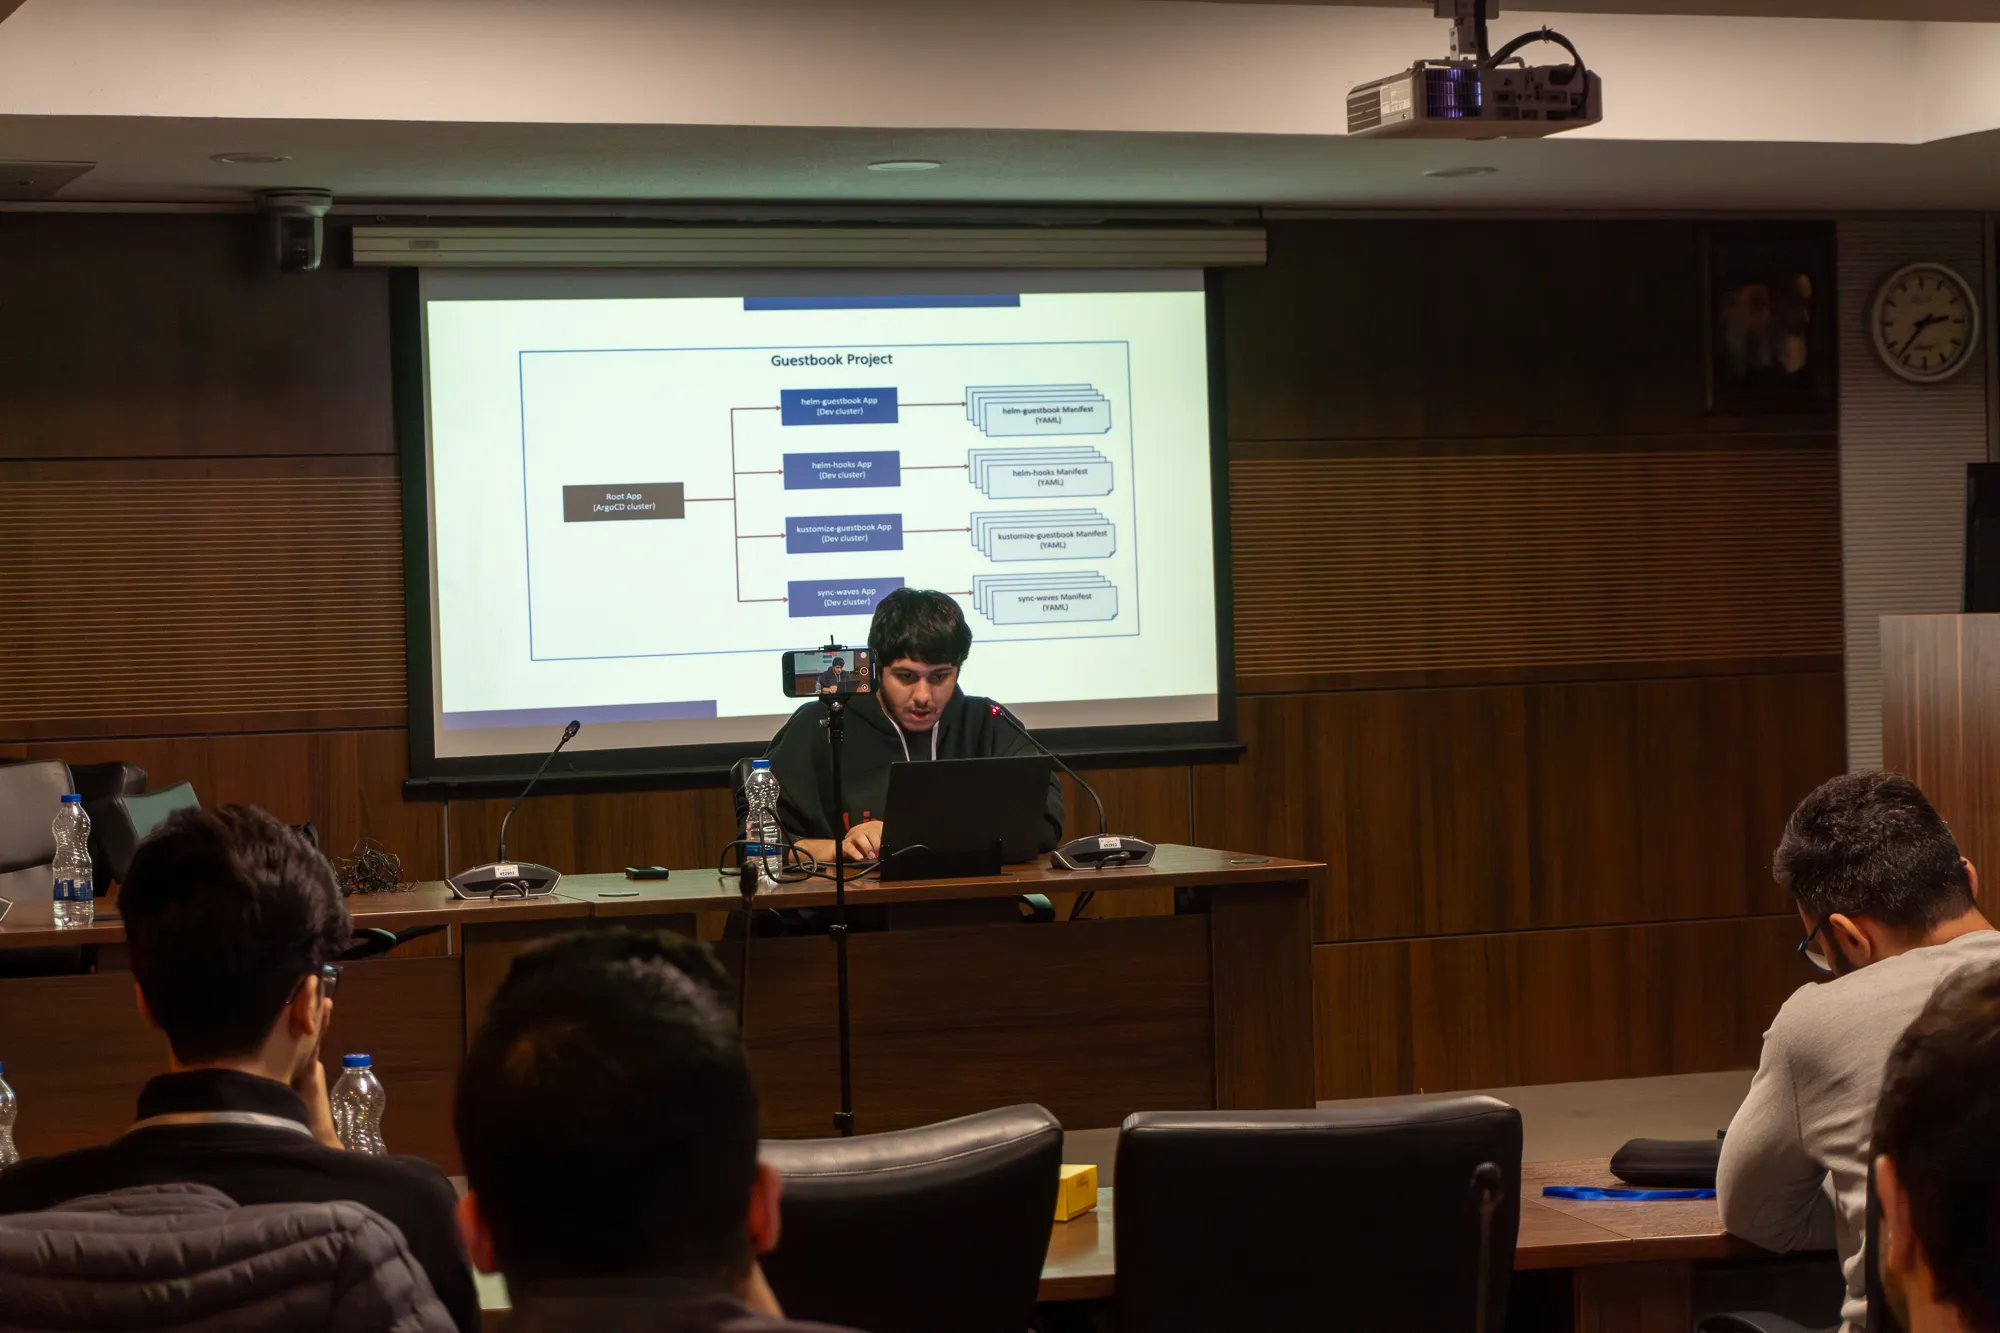 Guestbook Project
Root App
(ArgoCD cluster)
helm-guestbook App
(Dev cluster)
helm-guestbook Manifest
(YAML)
helm-hooks App
(Dev cluster)
helm-hooks Manifest
(YAML)
kustomize-guestbook App
(Dev cluster)
kustomize-guestbook Manifest
(YAML)
sync-waves App
(Dev cluster)
sync-waves Manifest
(YAML)